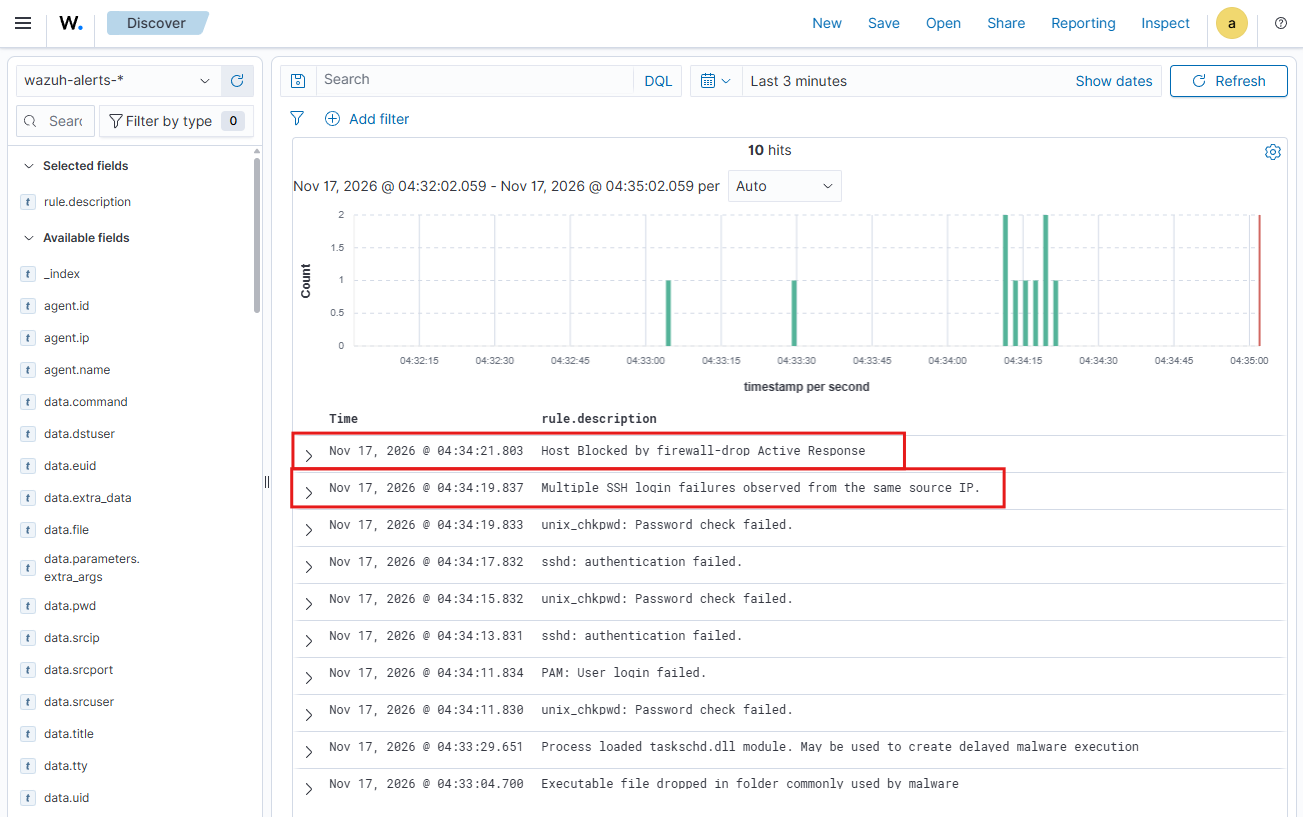 W.
Discover
New
Save
Open
Share
Reporting
Inspect
a
wazuh-alerts-*
Search
DQL
Last 3 minutes
Show dates
Refresh
Searc
Filter by type 0
Add filter
Selected fields
t rule.description
Available fields
t _index
t agent.id
t agent.ip
t agent.name
t data.command
t data.dstuser
t data.euid
t data.extra_data
t data.file
t data.parameters.
extra_args
t data.pwd
t data.srcip
t data.srcport
t data.srcuser
t data.title
t data.tty
t data.uid
10 hits
Nov 17, 2026 @ 04:32:02.059 - Nov 17, 2026 @ 04:35:02.059 per Auto
Count
2
1.5
1
0.5
0
04:32:15 04:32:30 04:32:45 04:33:00 04:33:15 04:33:30 04:33:45 04:34:00 04:34:15 04:34:30 04:34:45 04:35:00
timestamp per second
Time rule.description
Nov 17, 2026 @ 04:34:21.803 Host Blocked by firewall-drop Active Response
Nov 17, 2026 @ 04:34:19.837 Multiple SSH login failures observed from the same source IP.
Nov 17, 2026 @ 04:34:19.833 unix_chkpwd: Password check failed.
Nov 17, 2026 @ 04:34:17.832 sshd: authentication failed.
Nov 17, 2026 @ 04:34:15.832 unix_chkpwd: Password check failed.
Nov 17, 2026 @ 04:34:13.831 sshd: authentication failed.
Nov 17, 2026 @ 04:34:11.834 PAM: User login failed.
Nov 17, 2026 @ 04:34:11.830 unix_chkpwd: Password check failed.
Nov 17, 2026 @ 04:33:29.651 Process loaded taskschd.dll module. May be used to create delayed malware execution
Nov 17, 2026 @ 04:33:04.700 Executable file dropped in folder commonly used by malware